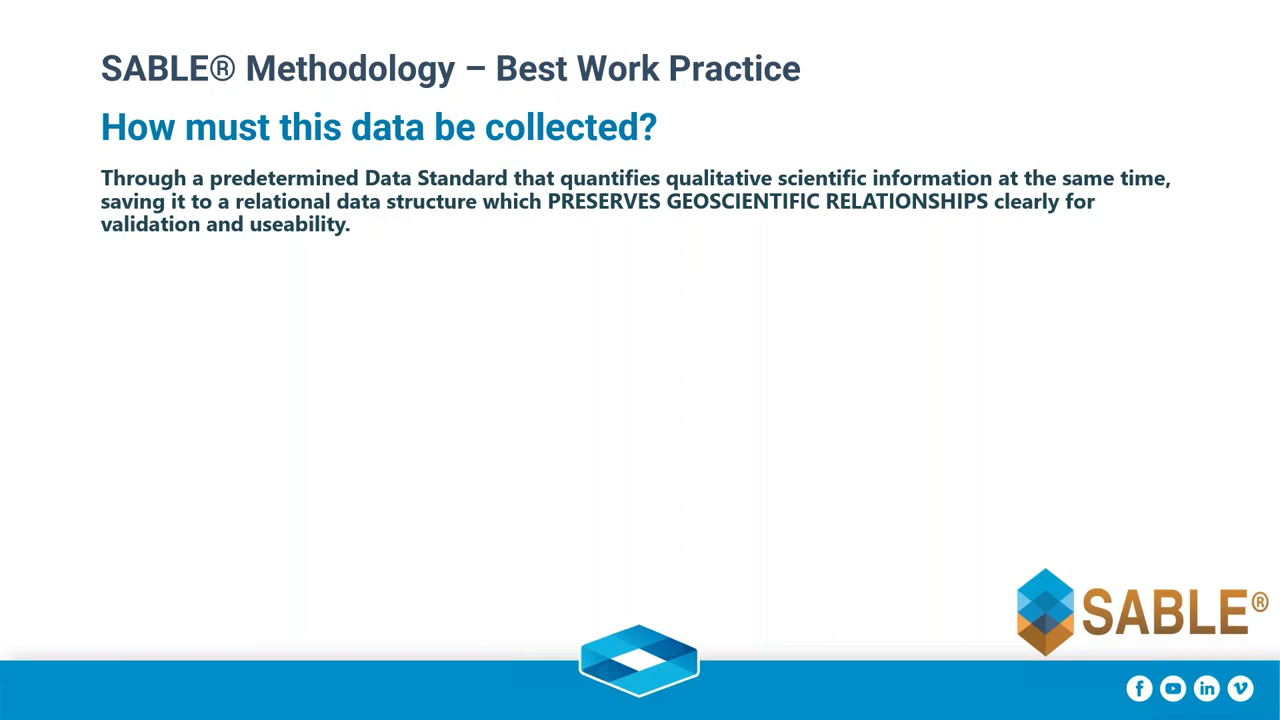 SABLE® Methodology – Best Work Practice
How must this data be collected?
Through a predetermined Data Standard that quantifies qualitative scientific information at the same time,
saving it to a relational data structure which PRESERVES GEOSCIENTIFIC RELATIONSHIPS clearly for
validation and useability.
SABLE®